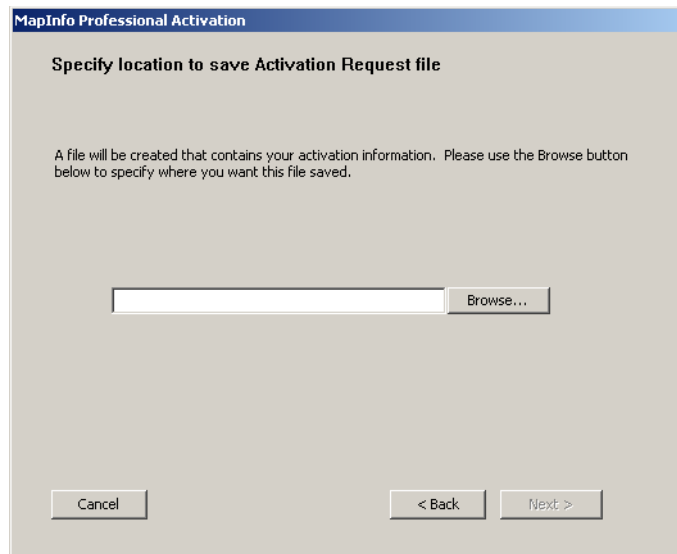 MapInfo Professional Activation
Specify location to save Activation Request file
A file will be created that contains your activation information. Please use the Browse button
below to specify where you want this file saved.
Browse...
Cancel
< Back
Next >